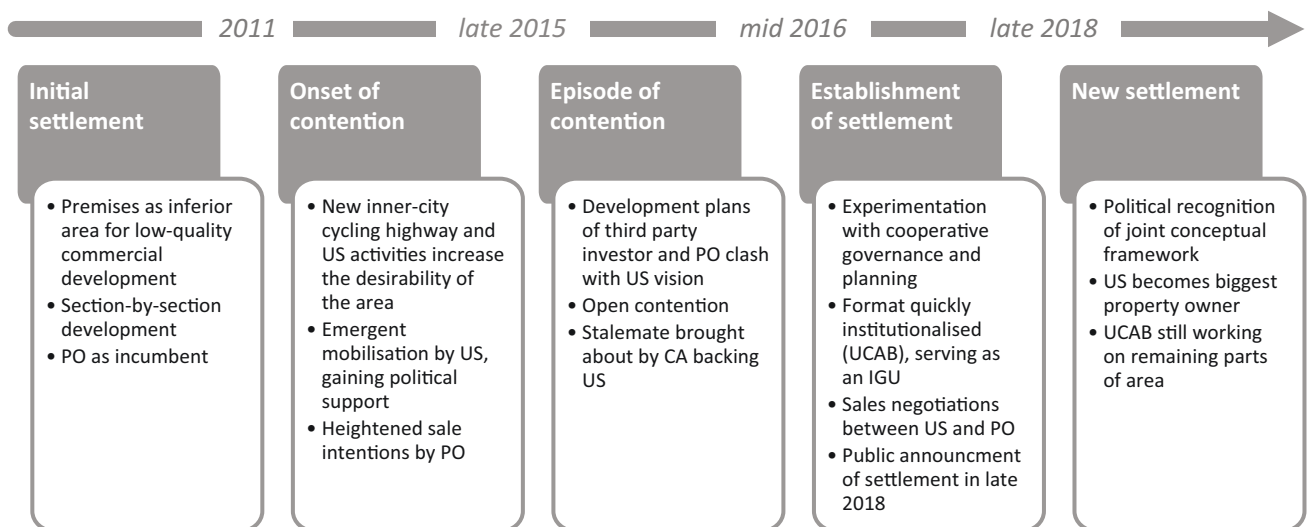 2011
late 2015
mid 2016
late 2018
Initial
settlement
• Premises as inferior
area for low-quality
commercial
development
• Section-by-section
development
• PO as incumbent
Onset of
contention
• New inner-city
cycling highway and
US activities increase
the desirability of
the area
• Emergent
mobilisation by US,
gaining political
support
• Heightened sale
intentions by PO
Episode of
contention
• Development plans
of third party
investor and PO clash
with US vision
• Open contention
• Stalemate brought
about by CA backing
US
Establishment
of settlement
• Experimentation
with cooperative
governance and
planning
• Format quickly
institutionalised
(UCAB), serving as
an IGU
• Sales negotiations
between US and PO
• Public announcment
of settlement in late
2018
New settlement
• Political recognition
of joint conceptual
framework
• US becomes biggest
property owner
• UCAB still working
on remaining parts
of area